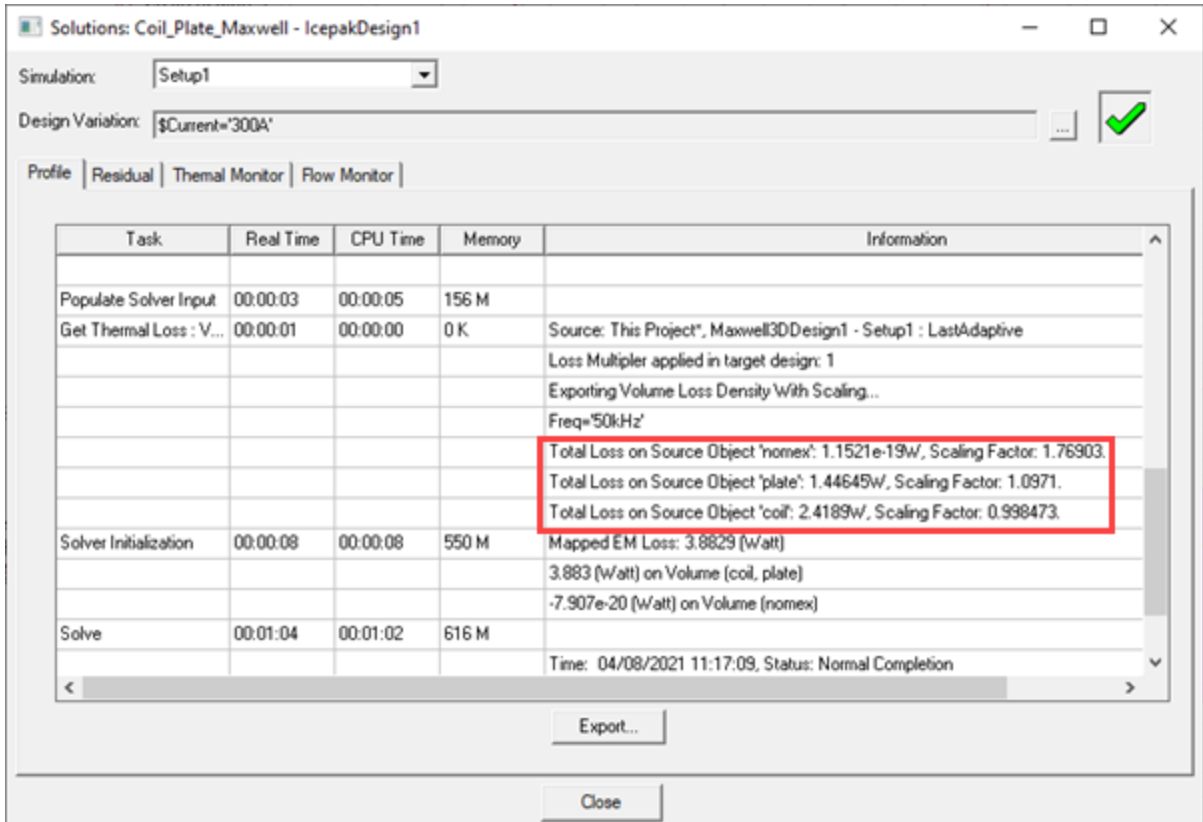 Solutions: Coil_Plate_Maxwell - IcepakDesign1
Simulation: Setup1
Design Variation: $Current='300A' ...
Profile Residual Themal Monitor Flow Monitor
Task Real Time CPU Time Memory Information
Populate Solver Input 00:00:03 00:00:05 156 M
Get Thermal Loss : V... 00:00:01 00:00:00 0 K Source: This Project*, Maxwell3DDesign1 - Setup1 : LastAdaptive
Loss Multipler applied in target design: 1
Exporting Volume Loss Density With Scaling...
Freq='50kHz'
Total Loss on Source Object 'nomex': 1.1521e-19W, Scaling Factor: 1.76903.
Total Loss on Source Object 'plate': 1.44645W, Scaling Factor: 1.0971.
Total Loss on Source Object 'coil': 2.4189W, Scaling Factor: 0.998473.
Solver Initialization 00:00:08 00:00:08 550 M Mapped EM Loss: 3.8829 (Watt)
3.883 (Watt) on Volume (coil, plate)
-7.907e-20 (Watt) on Volume (nomex)
Solve 00:01:04 00:01:02 616 M
Time: 04/08/2021 11:17:09, Status: Normal Completion
Export...
Close